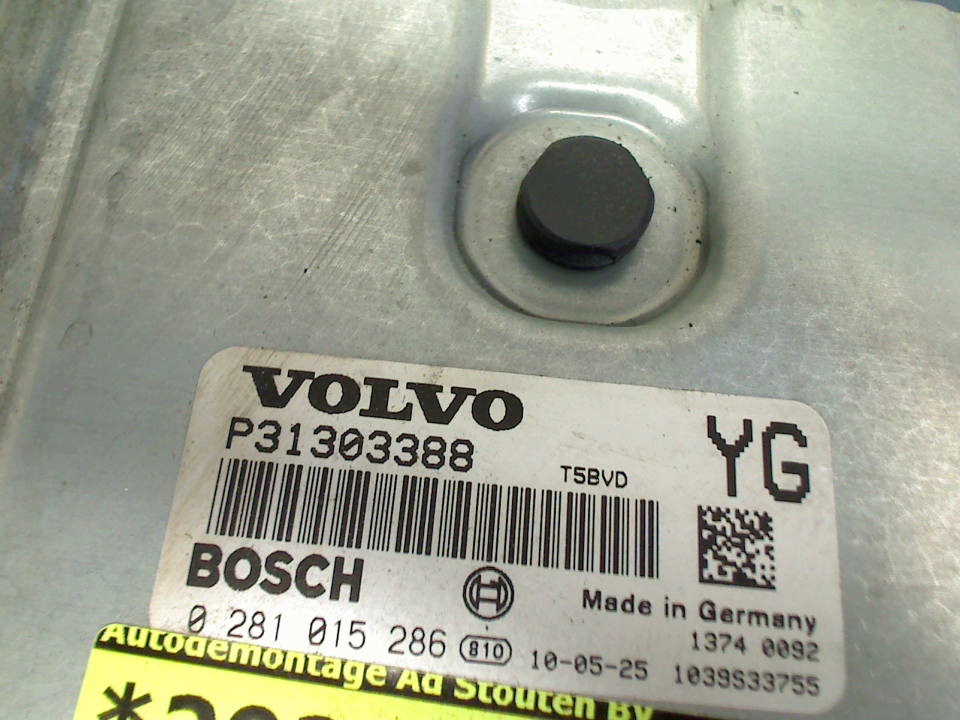 VOLVO
P31303388
T5BVD
YG
BOSCH
Made in Germany
0 281 015 286 810
10-05-25
1374 0092
1039S33755
Autodemontage Ad Stouten BV